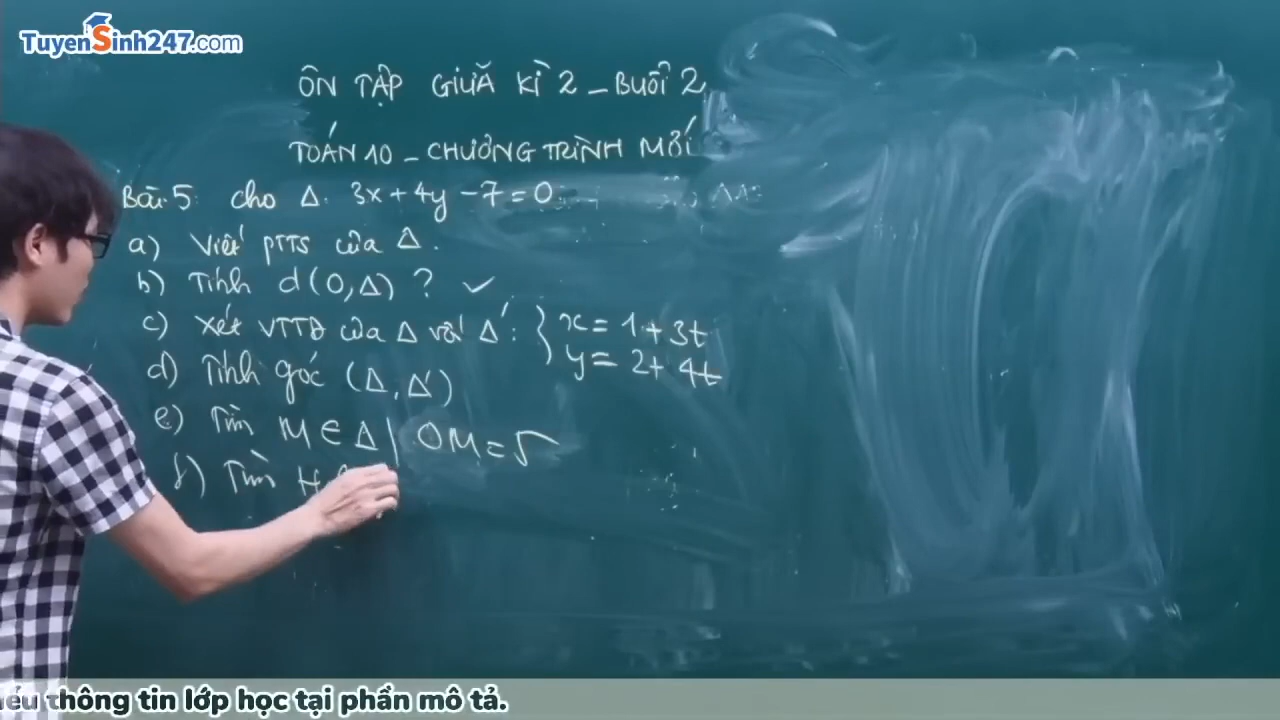 TuyenSinh247.com
ÔN TẬP GIỮA KÌ 2 - BUỔI 2
TOÁN 10 - CHƯƠNG TRÌNH MỚI
Bài 5: cho Δ: 3x + 4y - 7 = 0
a) Viết PTTS của Δ.
b) Tính d(O,Δ) ? ✓
c) Xét VTTĐ của Δ với Δ': { x = 1 + 3t
y = 2 + 4t
d) Tính góc (Δ, Δ')
e) Tìm M ∈ Δ | OM = 5
f) Tìm H
thông tin lớp học tại phần mô tả.